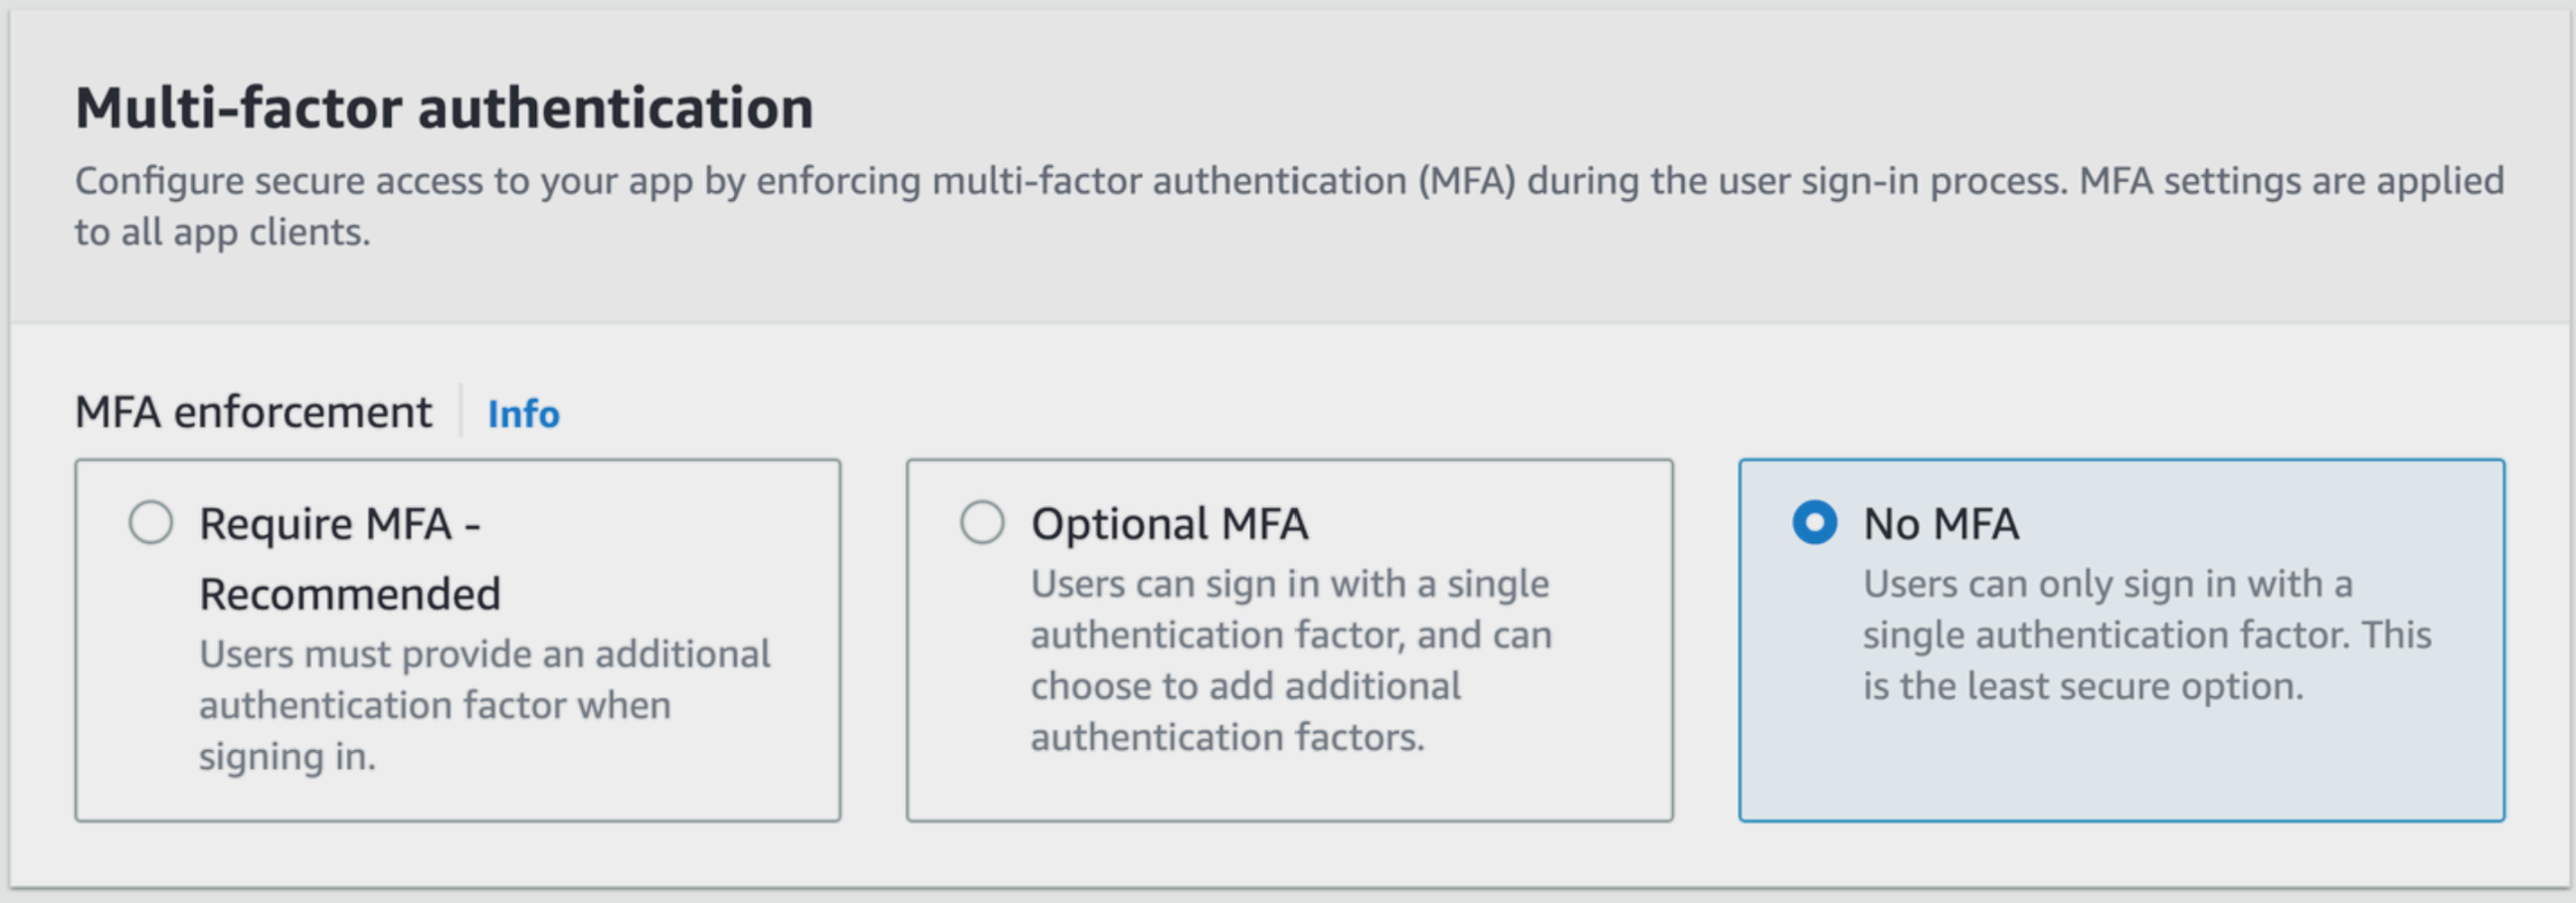 Multi-factor authentication
Configure secure access to your app by enforcing multi-factor authentication (MFA) during the user sign-in process. MFA settings are applied
to all app clients.
MFA enforcement Info
Require MFA -
Recommended
Users must provide an additional
authentication factor when
signing in.
Optional MFA
Users can sign in with a single
authentication factor, and can
choose to add additional
authentication factors.
No MFA
Users can only sign in with a
single authentication factor. This
is the least secure option.